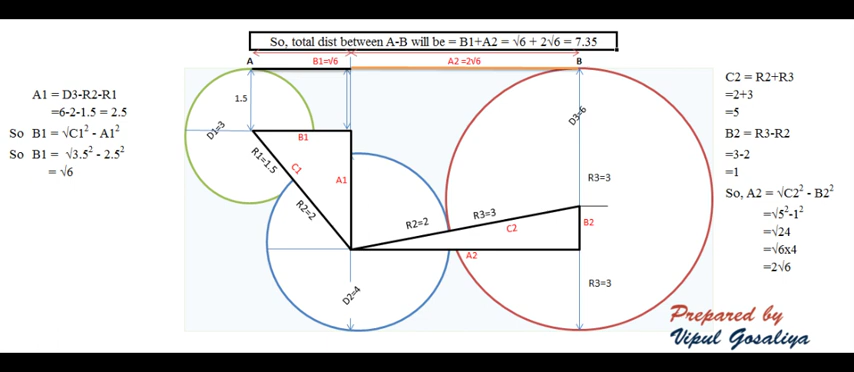 So, total dist between A-B will be = B1+A2 = √6 + 2√6 = 7.35
A
B1=√6
A2 =2√6
B
A1 = D3-R2-R1
=6-2-1.5 = 2.5
So B1 = √C1² - A1²
So B1 = √3.5² - 2.5²
= √6
1.5
D1=3
B1
R1=1.5
C1
A1
R2=2
D2=4
R2=2
R3=3
C2
A2
D3=6
R3=3
B2
R3=3
C2 = R2+R3
=2+3
=5
B2 = R3-R2
=3-2
=1
So, A2 = √C2² - B2²
=√5²-1²
=√24
=√6x4
=2√6
Prepared by
Vipul Gosaliya